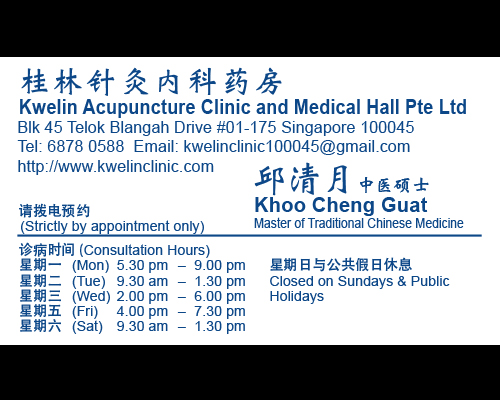 桂林针灸内科药房
Kwelin Acupuncture Clinic and Medical Hall Pte Ltd
Blk 45 Telok Blangah Drive #01-175 Singapore 100045
Tel: 6878 0588  Email: kwelinclinic100045@gmail.com
http://www.kwelinclinic.com
邱清月 中医硕士
Khoo Cheng Guat
Master of Traditional Chinese Medicine
请拨电预约
(Strictly by appointment only)
诊病时间 (Consultation Hours)
星期一 (Mon) 5.30 pm – 9.00 pm
星期二 (Tue) 9.30 am – 1.30 pm
星期三 (Wed) 2.00 pm – 6.00 pm
星期五 (Fri) 4.00 pm – 7.30 pm
星期六 (Sat) 9.30 am – 1.30 pm
星期日与公共假日休息
Closed on Sundays & Public
Holidays